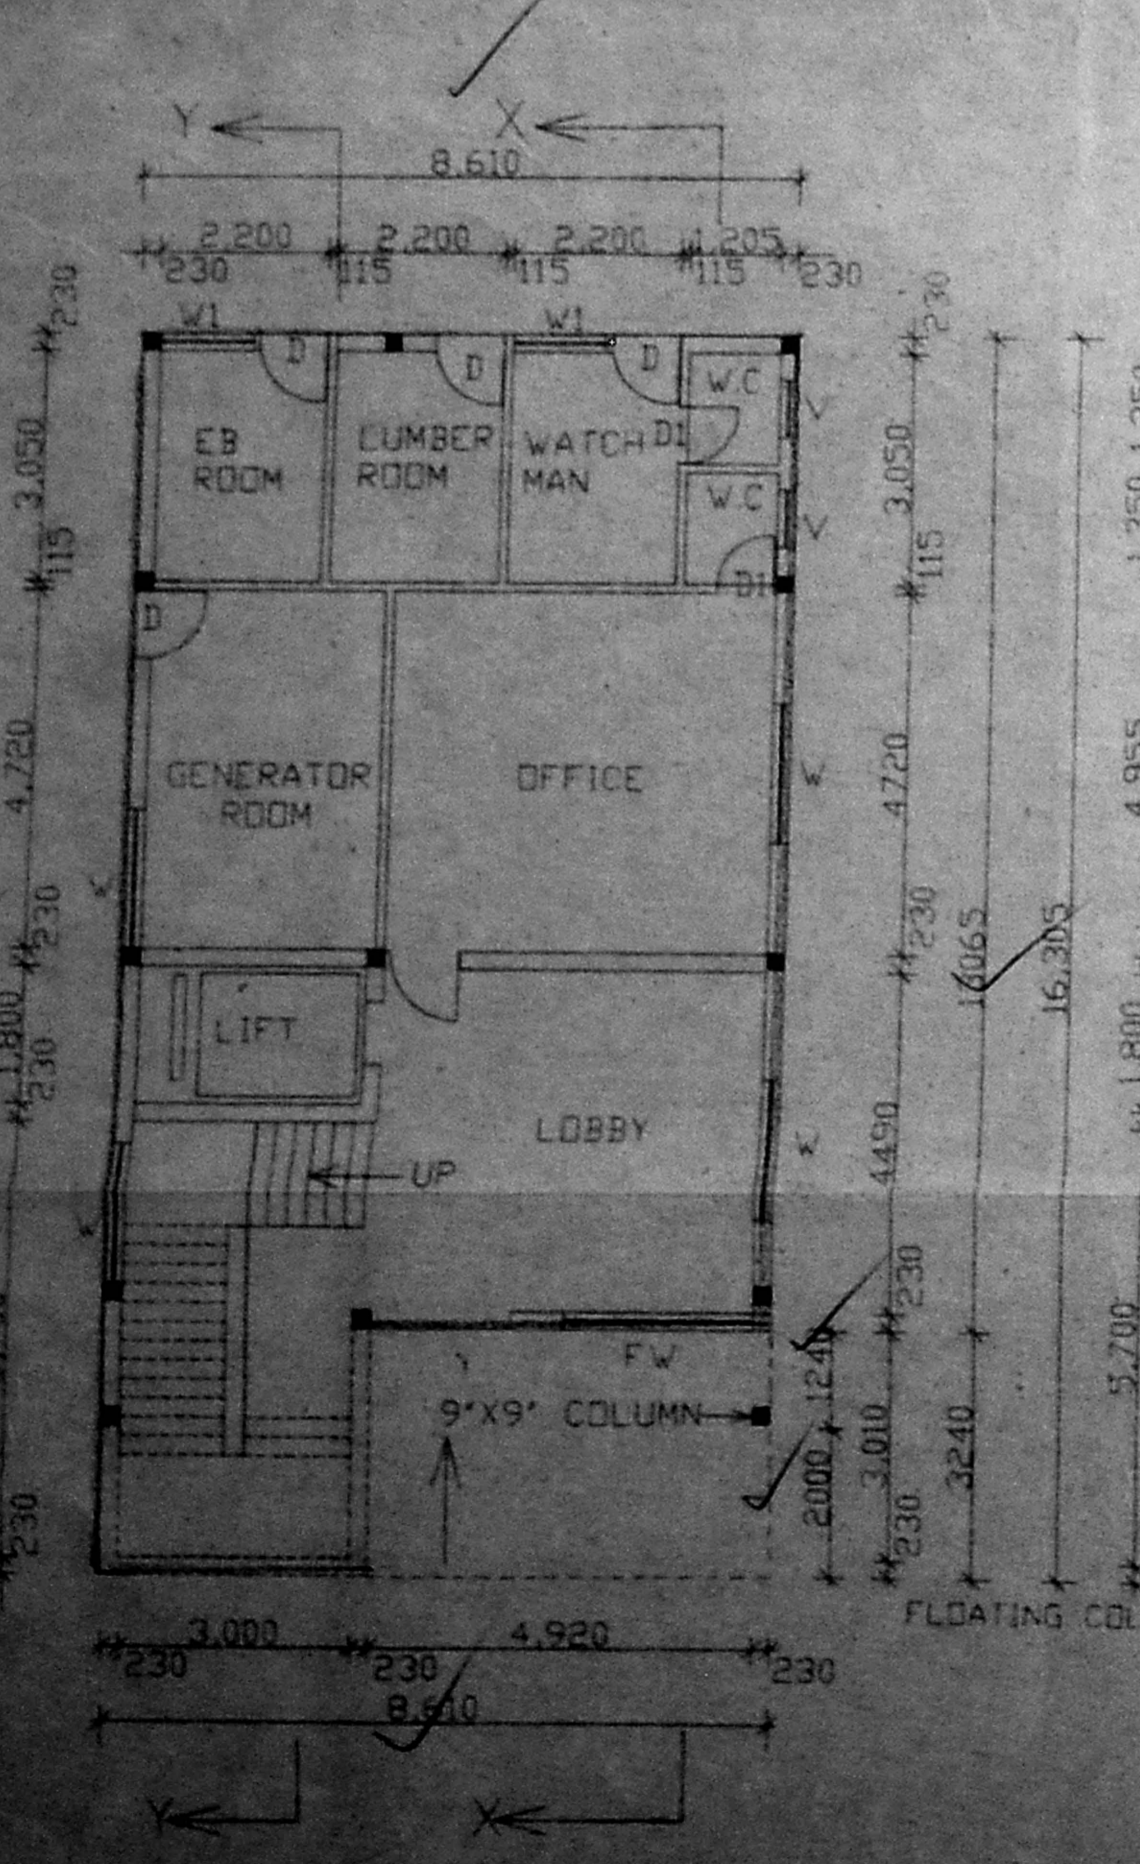 Y X
8.610
2.200 2.200 2.200 1.205
230 115 115 115 230
230 230
W1 W1
D D D W.C V
EB ROOM
LUMBER ROOM
WATCH MAN
D1
3.050 3.050
W.C V
115 115
D1
D
4.720 4720
GENERATOR ROOM
OFFICE
W W
4.955
230 230
13065 16.305
1.800 1.800
LIFT
230
LOBBY
W
4490
UP
W
230
FW
1240
5.700
9"X9" COLUMN
2000 3.010 3240
230 230
FLOATING
3.000 4.920
230 230 230
8.610
Y X